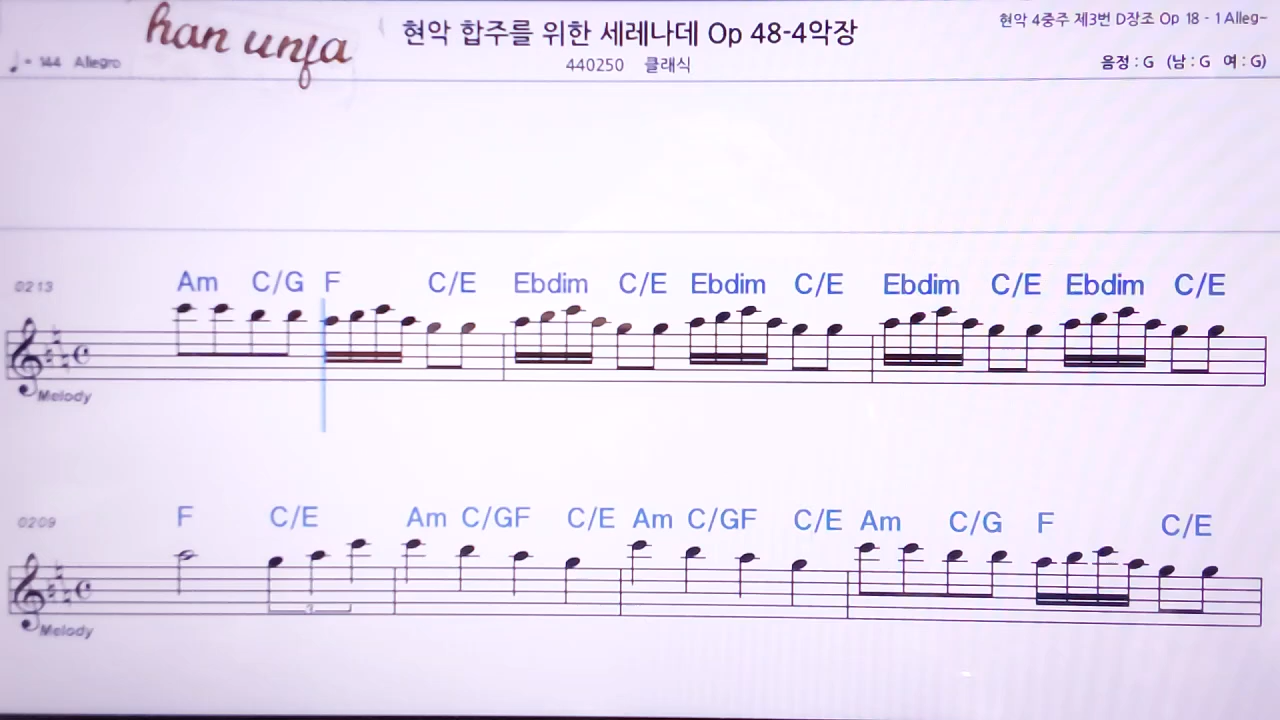 han unja
현악 합주를 위한 세레나데 Op 48-4악장
현악 4중주 제3번 D장조 Op 18 - 1 Alleg~
♩ = 144 Allegro
440250 클래식
음정 : G (남 : G 여 : G)
0213 Am C/G F C/E Ebdim C/E Ebdim C/E Ebdim C/E Ebdim C/E
Melody
0209 F C/E Am C/GF C/E Am C/GF C/E Am C/G F C/E
3
Melody